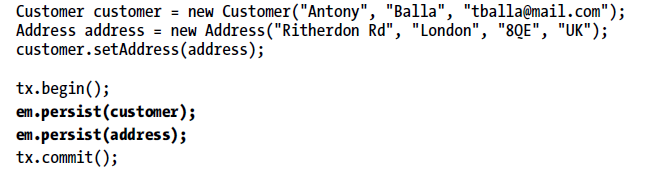 Customer customer = new Customer("Antony", "Balla", "tballa@mail.com");
Address address = new Address("Ritherdon Rd", "London", "8QE", "UK");
customer.setAddress(address);
tx.begin();
em.persist(customer);
em.persist(address);
tx.commit();